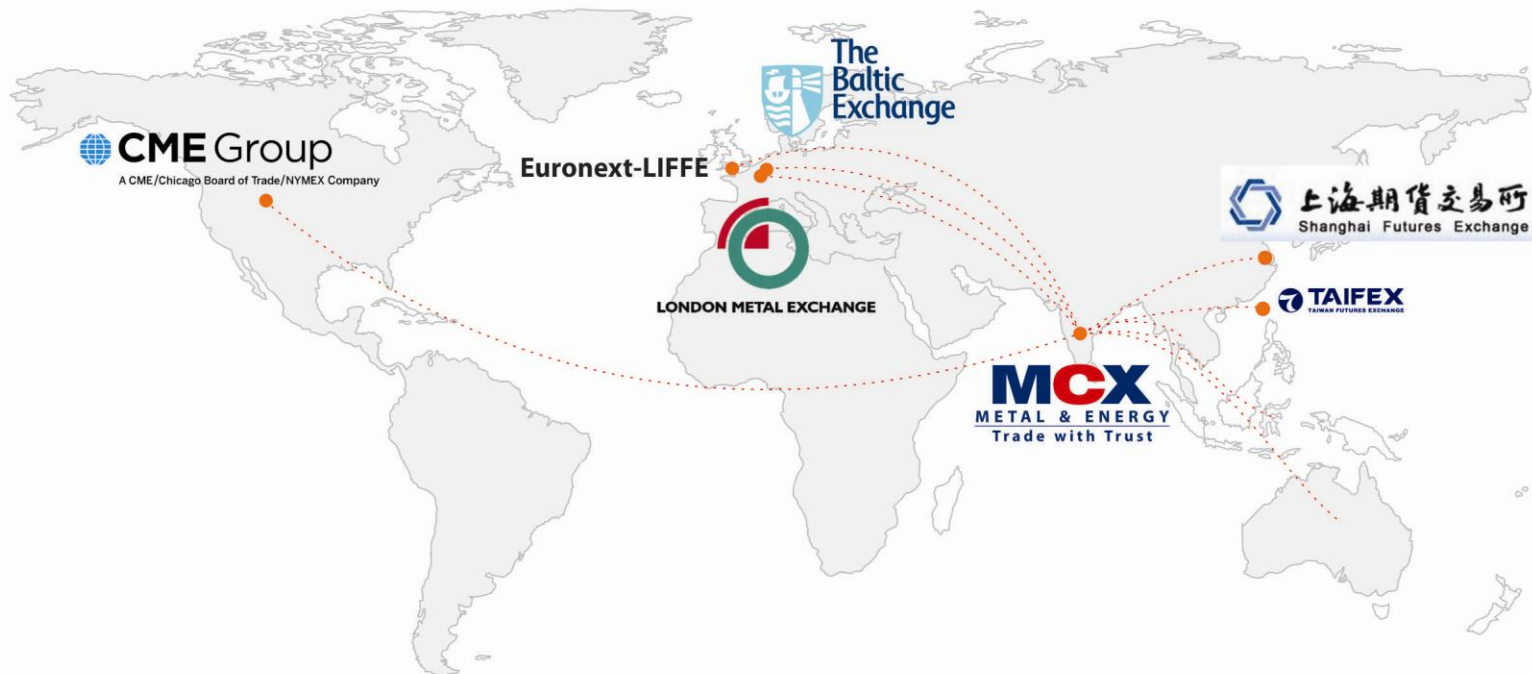 The
Baltic
Exchange
CME Group
A CME/Chicago Board of Trade/NYMEX Company
Euronext-LIFFE
上海期货交易所
Shanghai Futures Exchange
TAIFEX
TAIWAN FUTURES EXCHANGE
LONDON METAL EXCHANGE
MCX
METAL & ENERGY
Trade with Trust